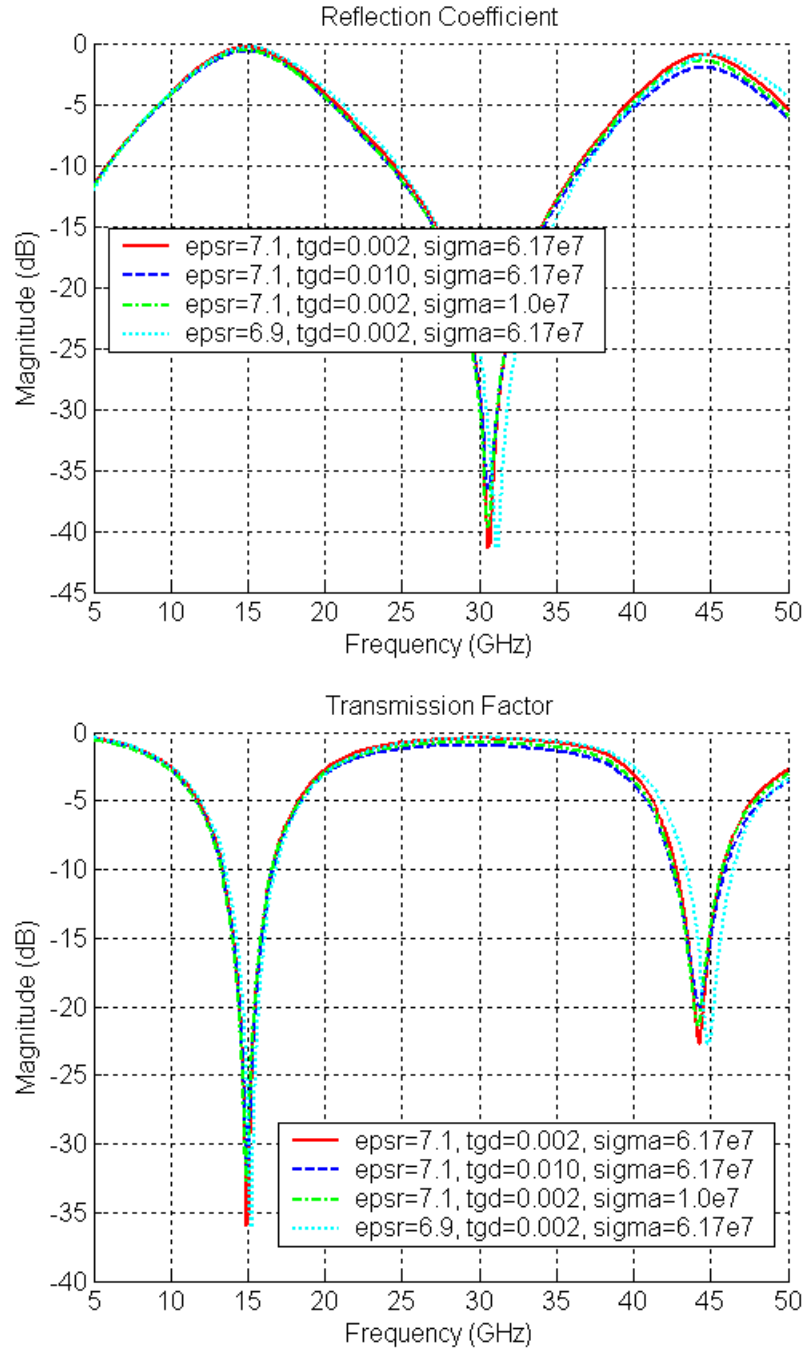 Reflection Coefficient
0
-5
-10
-15
-20
-25
-30
-35
-40
-45
Magnitude (dB)
epsr=7.1, tgd=0.002, sigma=6.17e7
epsr=7.1, tgd=0.010, sigma=6.17e7
epsr=7.1, tgd=0.002, sigma=1.0e7
epsr=6.9, tgd=0.002, sigma=6.17e7
5 10 15 20 25 30 35 40 45 50
Frequency (GHz)
Transmission Factor
0
-5
-10
-15
-20
-25
-30
-35
-40
Magnitude (dB)
epsr=7.1, tgd=0.002, sigma=6.17e7
epsr=7.1, tgd=0.010, sigma=6.17e7
epsr=7.1, tgd=0.002, sigma=1.0e7
epsr=6.9, tgd=0.002, sigma=6.17e7
5 10 15 20 25 30 35 40 45 50
Frequency (GHz)